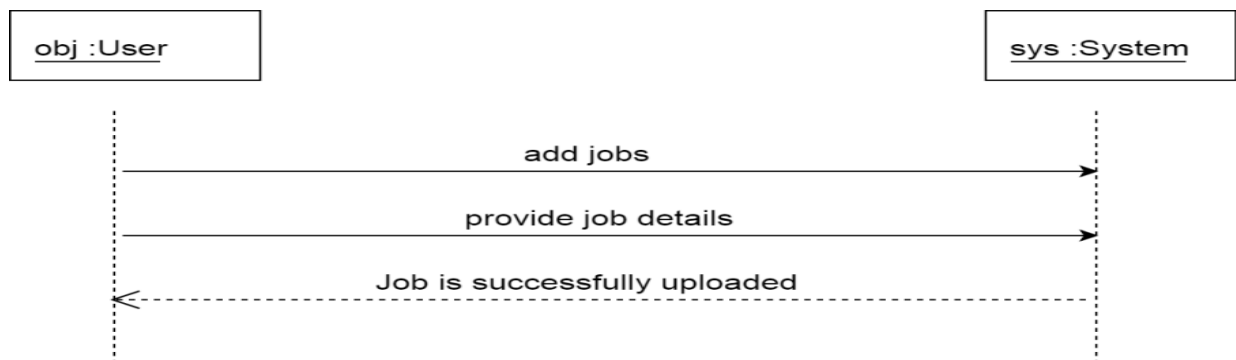 obj :User
sys :System
add jobs
provide job details
Job is successfully uploaded